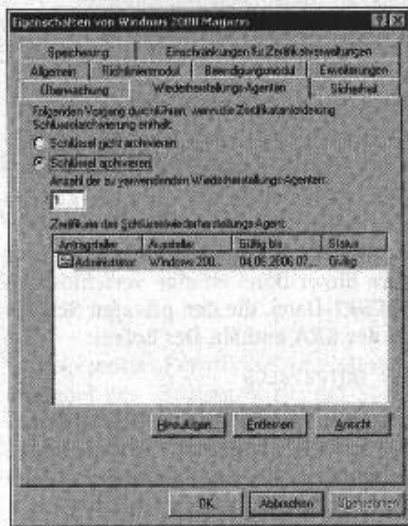 Eigenschaften von Windows 2000 Magazin
Speicherung Einschränkungen für Zertifikatverwaltungen
Allgemein Richtlinienmodul Beendigungsmodul Erweiterungen
Überwachung Wiederherstellungs-Agenten Sicherheit
Folgenden Vorgang durchführen, wenn die Zertifikatanforderung
Schlüsselarchivierung enthält:
Schlüssel nicht archivieren
Schlüssel archivieren
Anzahl der zu verwendenden Wiederherstellungs-Agenten:
1
Zertifikate des Schlüsselwiederherstellungs-Agent:
Antragsteller Aussteller Gültig bis Status
Administrator Windows 200... 04.06.2006 07... Gültig
Hinzufügen... Entfernen Ansicht
OK Abbrechen Übernehmen